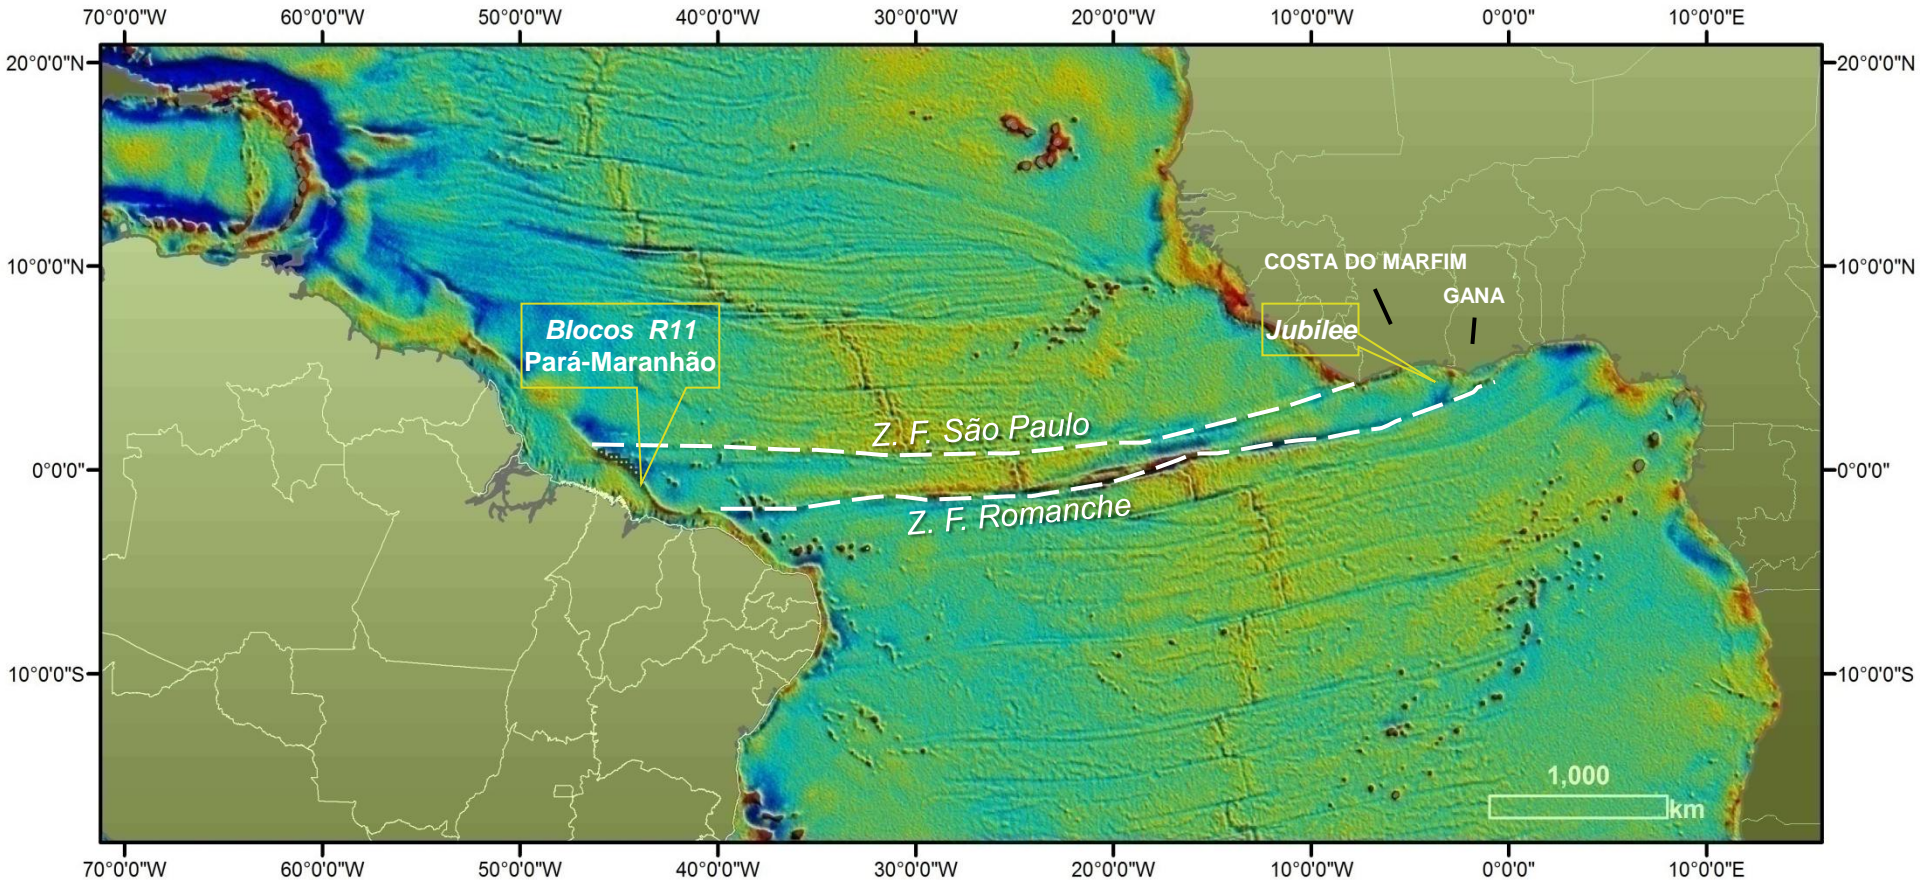 70°0'0"W 60°0'0"W 50°0'0"W 40°0'0"W 30°0'0"W 20°0'0"W 10°0'0"W 0°0'0" 10°0'0"E
20°0'0"N 20°0'0"N
10°0'0"N 10°0'0"N
COSTA DO MARFIM
GANA
Blocos R11
Pará-Maranhão
Jubilee
Z. F. São Paulo
0°0'0" 0°0'0"
Z. F. Romanche
10°0'0"S 10°0'0"S
1,000
km
70°0'0"W 60°0'0"W 50°0'0"W 40°0'0"W 30°0'0"W 20°0'0"W 10°0'0"W 0°0'0" 10°0'0"E